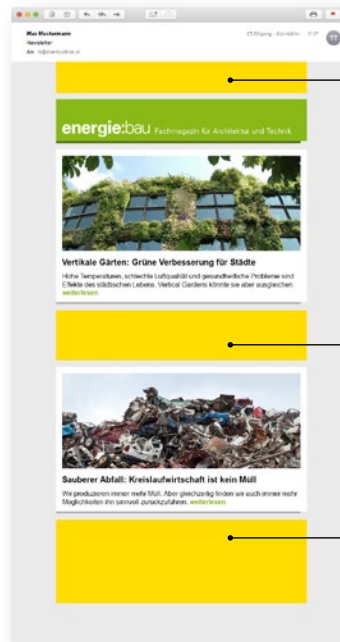 Max Mustermann
Newsletter
An:
TT
energie:bau Fachmagazin für Architektur und Technik
Vertikale Gärten: Grüne Verbesserung für Städte
Hohe Temperaturen, schlechte Luftqualität und gesundheitliche Probleme sind
Effekte des städtischen Lebens. Vertical Gardens könnte sie aber ausgleichen.
weiterlesen
Sauberer Abfall: Kreislaufwirtschaft ist kein Müll
Wir produzieren immer mehr Müll. Aber gleichzeitig finden wir auch immer mehr
Möglichkeiten ihn sinnvoll zurückzuführen. weiterlesen